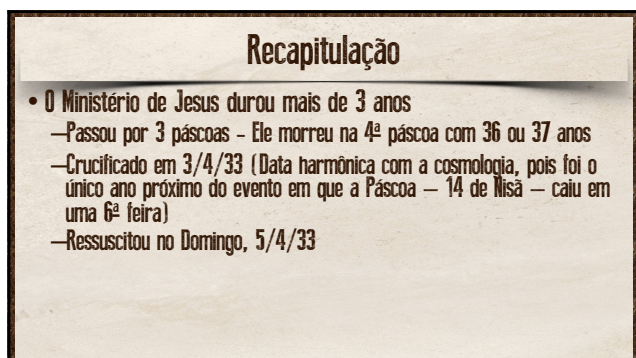 Recapitulação
• O Ministério de Jesus durou mais de 3 anos
–Passou por 3 páscoas - Ele morreu na 4ª páscoa com 36 ou 37 anos
–Crucificado em 3/4/33 (Data harmônica com a cosmologia, pois foi o
único ano próximo do evento em que a Páscoa – 14 de Nisã – caiu em
uma 6ª feira)
–Ressuscitou no Domingo, 5/4/33